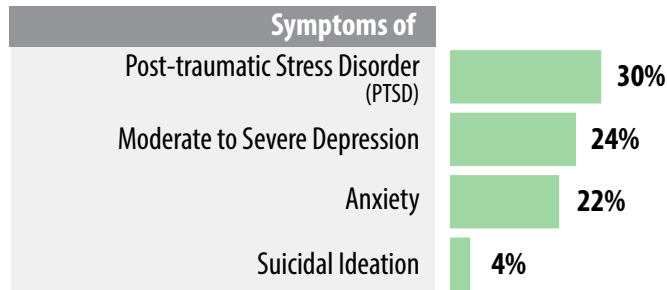 Symptoms of
Post-traumatic Stress Disorder
(PTSD)
30%
Moderate to Severe Depression
24%
Anxiety
22%
Suicidal Ideation
4%